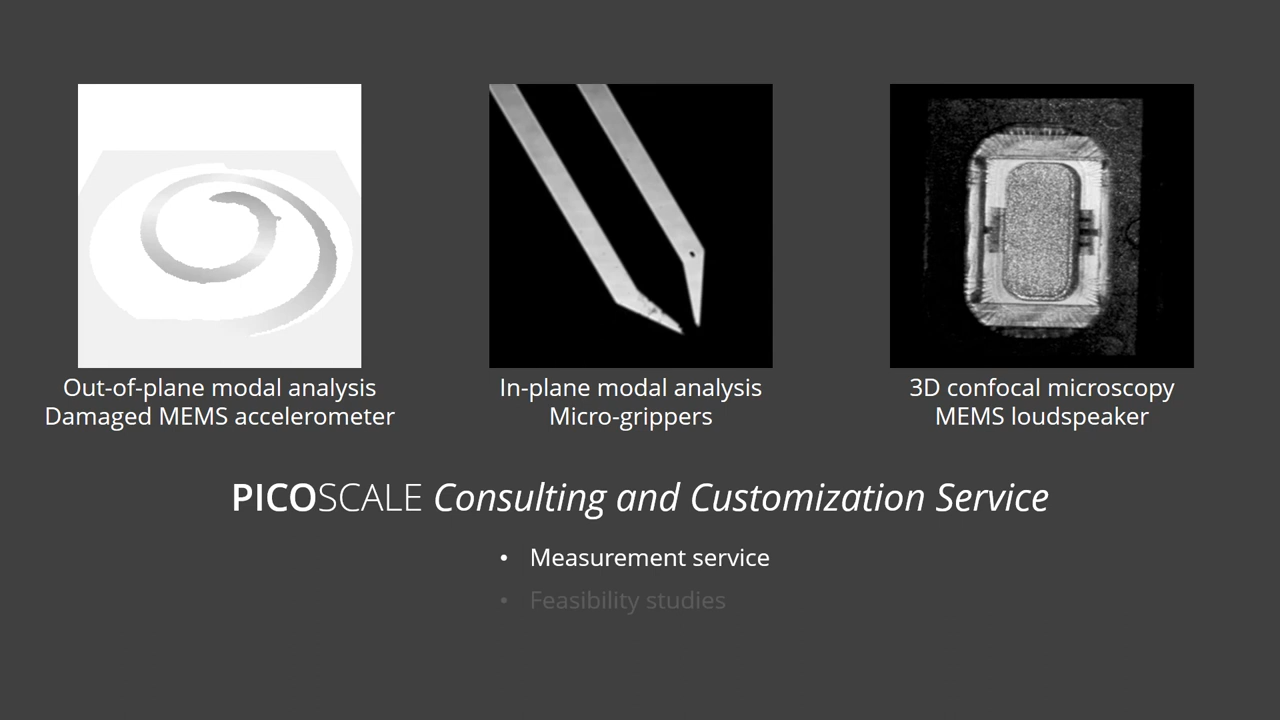 Out-of-plane modal analysis
Damaged MEMS accelerometer
In-plane modal analysis
Micro-grippers
3D confocal microscopy
MEMS loudspeaker
PICOSCALE Consulting and Customization Service
• Measurement service
• Feasibility studies